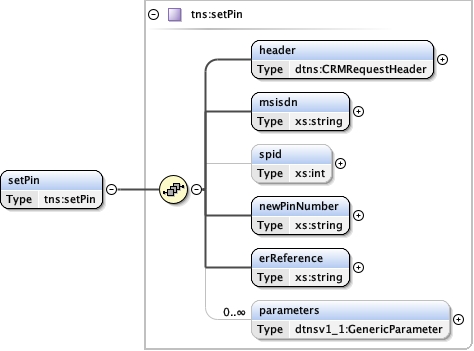 tns:setPin
header
Type dtns:CRMRequestHeader
msisdn
Type xs:string
spid
Type xs:int
setPin
Type tns:setPin
newPinNumber
Type xs:string
erReference
Type xs:string
0..∞
parameters
Type dtnsv1_1:GenericParameter